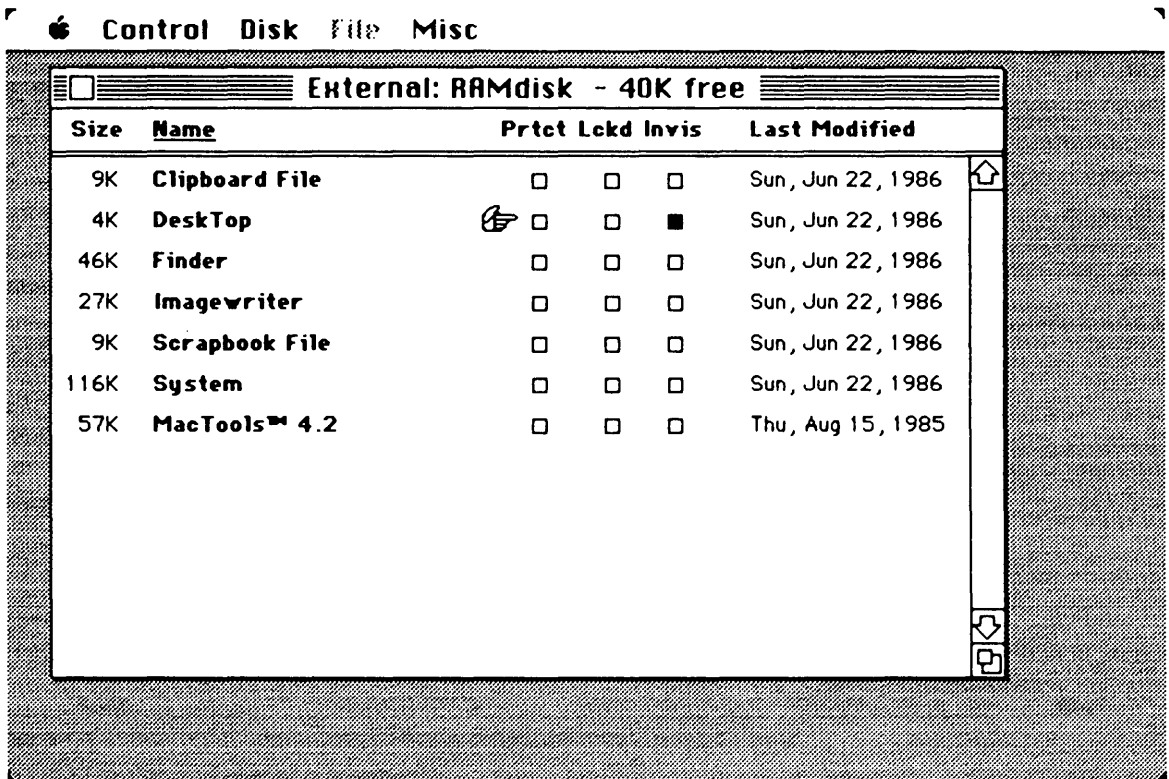 Control Disk File Misc
External: RAMdisk - 40K free
Size Name Prtct Lckd Invis Last Modified
9K Clipboard File Sun, Jun 22, 1986
4K DeskTop Sun, Jun 22, 1986
46K Finder Sun, Jun 22, 1986
27K Imagewriter Sun, Jun 22, 1986
9K Scrapbook File Sun, Jun 22, 1986
116K System Sun, Jun 22, 1986
57K MacTools™ 4.2 Thu, Aug 15, 1985